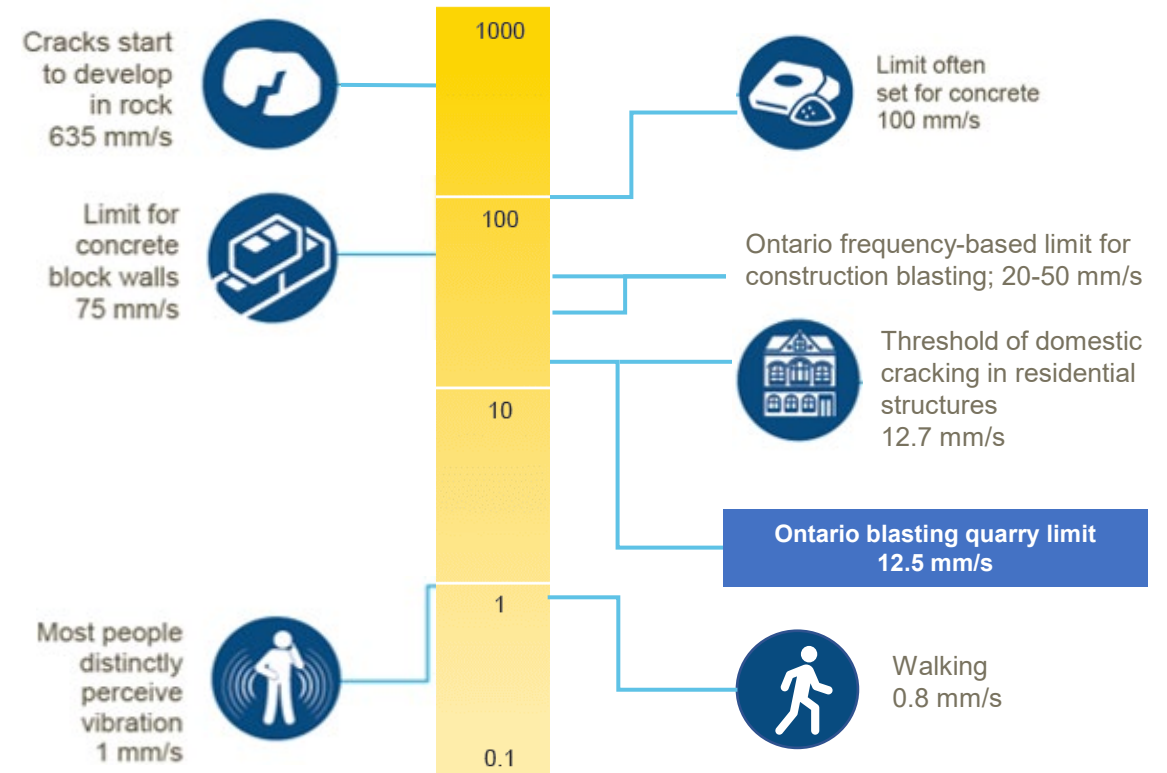 Cracks start
to develop
in rock
635 mm/s
1000
Limit often
set for concrete
100 mm/s
Limit for
concrete
block walls
75 mm/s
100
Ontario frequency-based limit for
construction blasting; 20-50 mm/s
Threshold of domestic
cracking in residential
structures
12.7 mm/s
10
Ontario blasting quarry limit
12.5 mm/s
Most people
distinctly
perceive
vibration
1 mm/s
1
Walking
0.8 mm/s
0.1